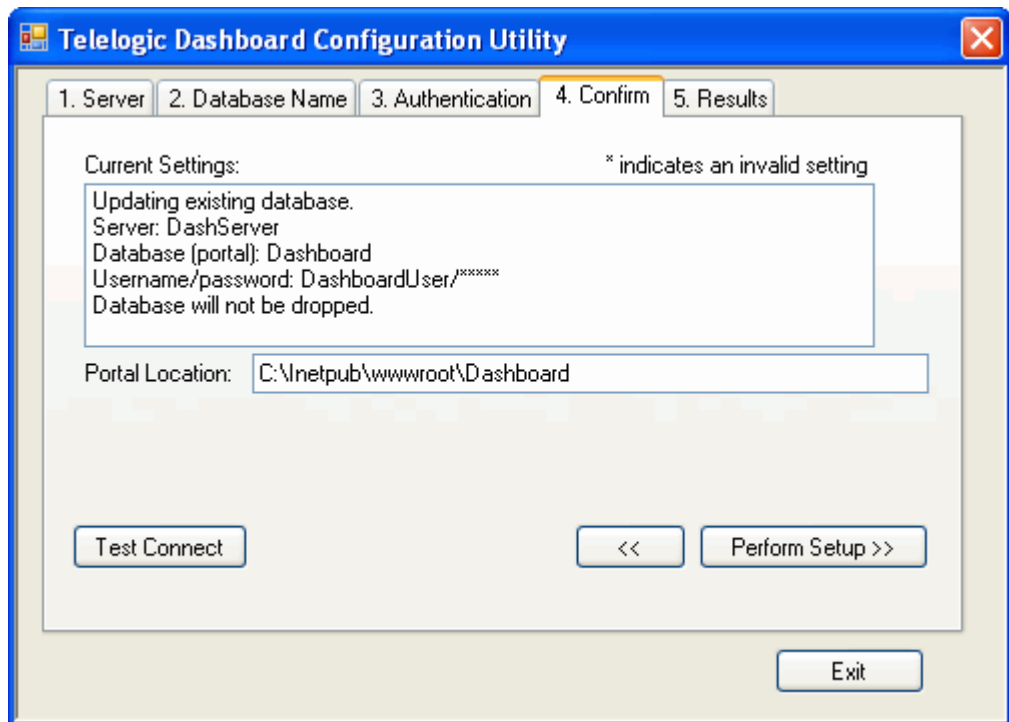 Telelogic Dashboard Configuration Utility
1. Server 2. Database Name 3. Authentication 4. Confirm 5. Results
Current Settings: * indicates an invalid setting
Updating existing database.
Server: DashServer
Database (portal): Dashboard
Username/password: DashboardUser/*****
Database will not be dropped.
Portal Location: C:\Inetpub\wwwroot\Dashboard
Test Connect << Perform Setup >>
Exit